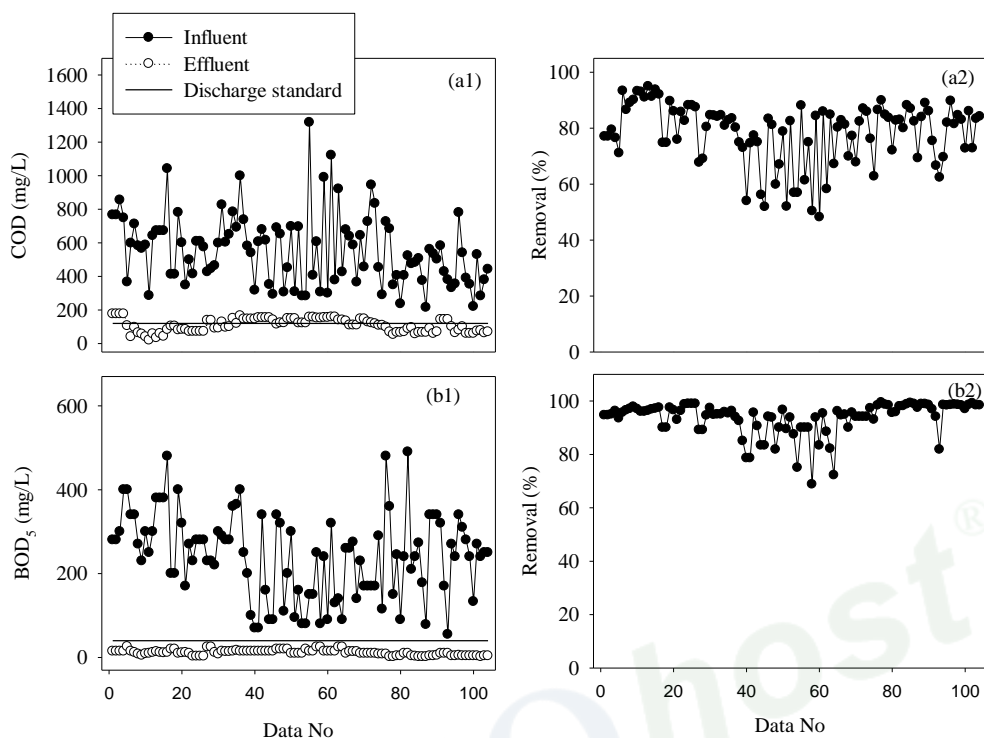 Influent
Effluent
Discharge standard
(a1)
1600
1400
1200
1000
800
600
400
200
0
COD (mg/L)
(a2)
100
80
60
40
20
0
Removal (%)
(b1)
600
400
200
0
BOD5 (mg/L)
0 20 40 60 80 100
Data No
(b2)
100
80
60
40
20
0
Removal (%)
0 20 40 60 80 100
Data No
host®